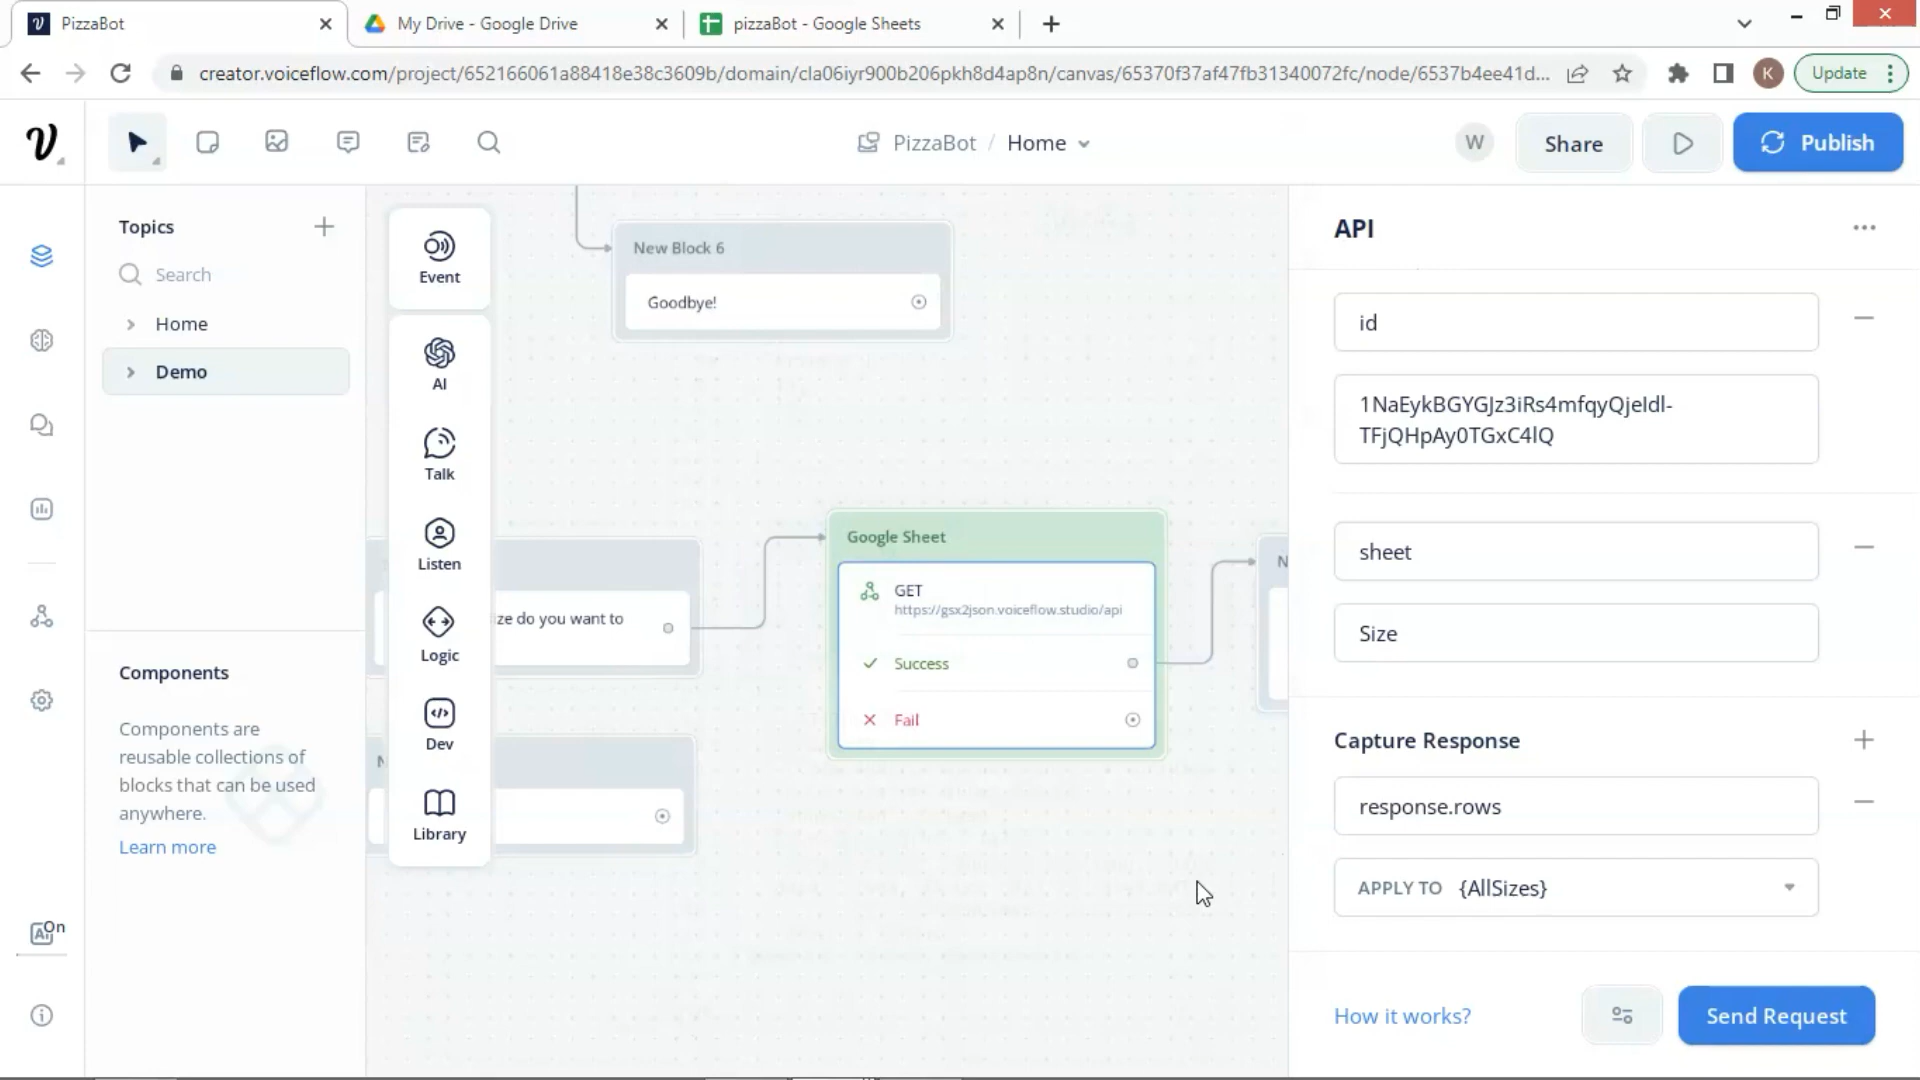 PizzaBot
My Drive - Google Drive
pizzaBot - Google Sheets
creator.voiceflow.com/project/652166061a88418e38c3609b/domain/cla06iyr900b206pkh8d4ap8n/canvas/65370f37af47fb31340072fc/node/6537b4ee41d...
K
Update
PizzaBot / Home
W
Share
Publish
Topics
Search
Home
Demo
Components
Components are
reusable collections of
blocks that can be used
anywhere.
Learn more
On
AI
Event
AI
Talk
Listen
Logic
Dev
Library
New Block 6
Goodbye!
ze do you want to
N
Google Sheet
GET
https://gsx2json.voiceflow.studio/api
Success
Fail
N
API
id
1NaEykBGYGJz3iRs4mfqyQjeIdl-
TFjQHpAy0TGxC4lQ
sheet
Size
Capture Response
response.rows
APPLY TO {AllSizes}
How it works?
Send Request